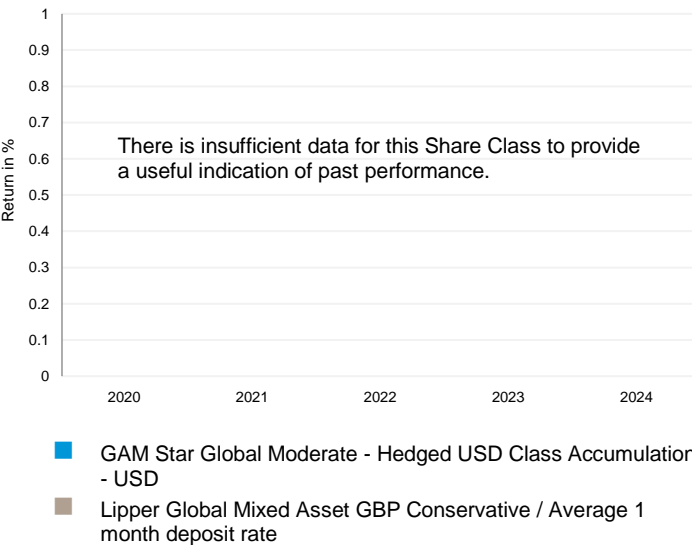 1
0.9
0.8
0.7
0.6
0.5
0.4
0.3
0.2
0.1
0
Return in %
There is insufficient data for this Share Class to provide
a useful indication of past performance.
2020 2021 2022 2023 2024
GAM Star Global Moderate - Hedged USD Class Accumulation
- USD
Lipper Global Mixed Asset GBP Conservative / Average 1
month deposit rate